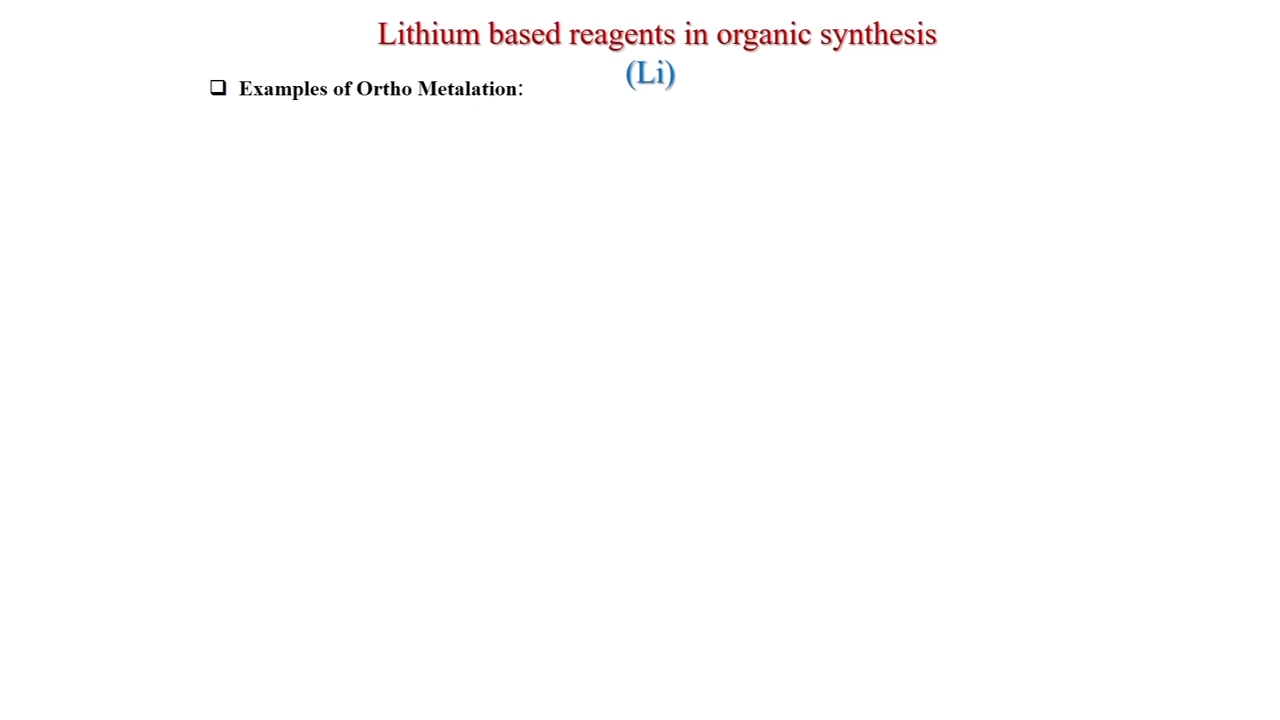 Lithium based reagents in organic synthesis
(Li)
❑ Examples of Ortho Metalation: